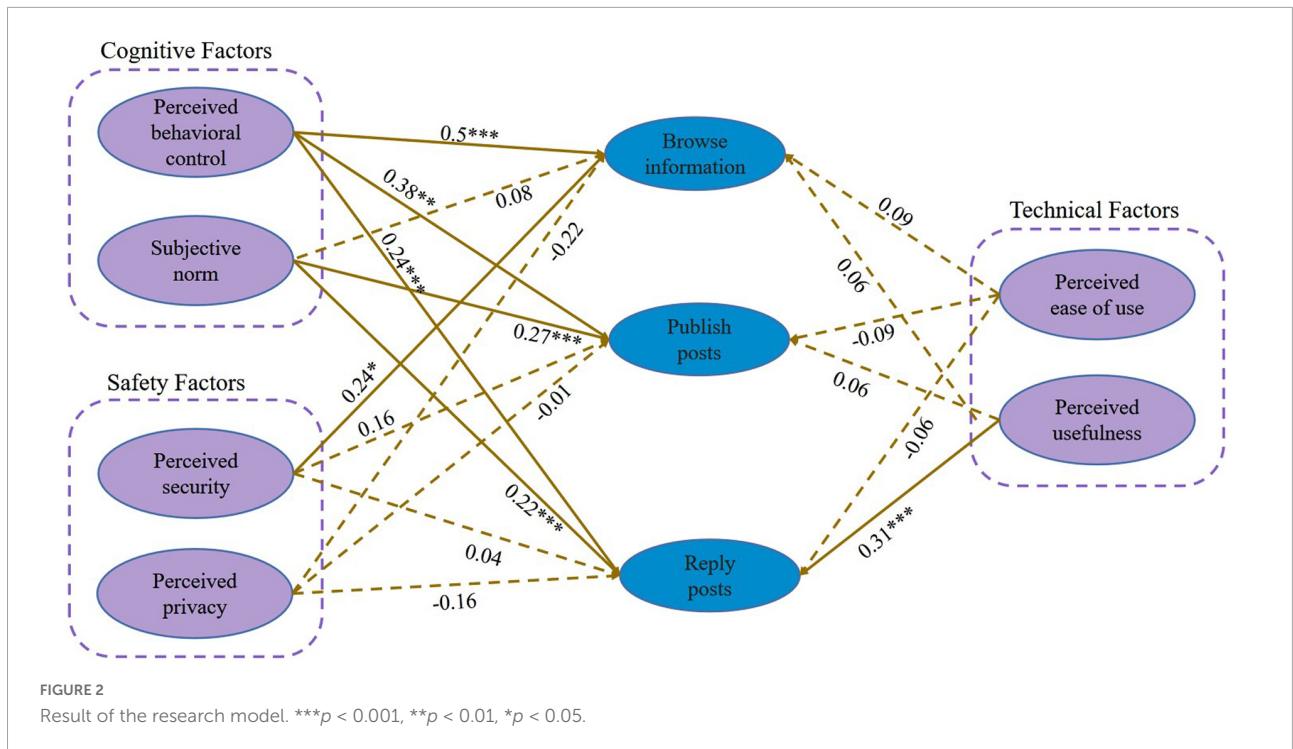 Cognitive Factors
Perceived
behavioral
control
Subjective
norm
Safety Factors
Perceived
security
Perceived
privacy
0.5***
0.38**
0.08
0.24***
-0.22
0.27***
0.24*
0.16
-0.01
0.22***
0.04
-0.16
Browse
information
Publish
posts
Reply
posts
0.09
0.06
-0.09
0.06
-0.06
0.31***
Technical Factors
Perceived
ease of use
Perceived
usefulness
FIGURE 2
Result of the research model. ***p < 0.001, **p < 0.01, *p < 0.05.